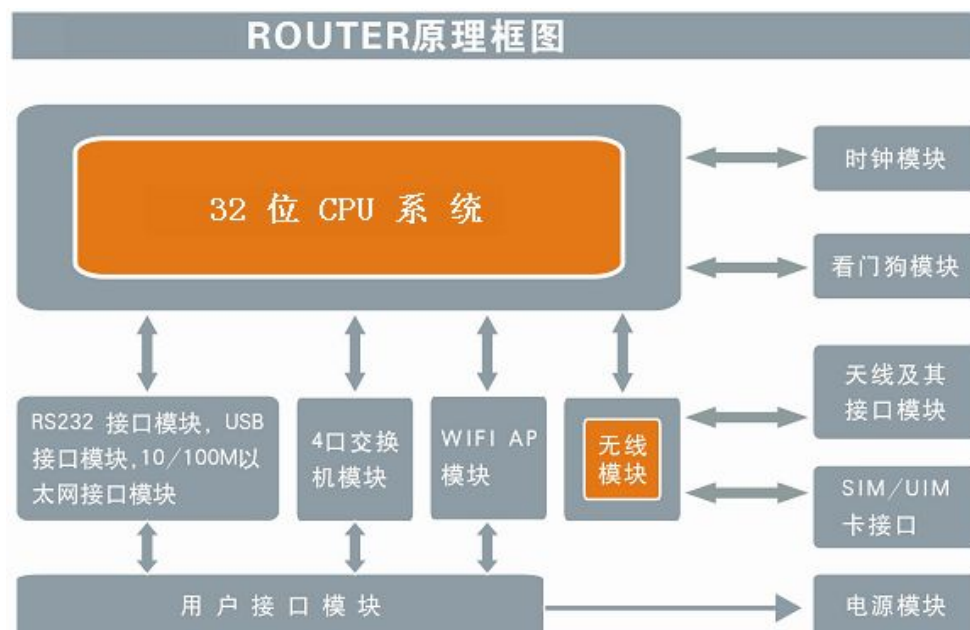 ROUTER原理框图
32 位 CPU 系 统
时钟模块
看门狗模块
RS232 接口模块, USB
接口模块,10/100M以
太网接口模块
4口交换
机模块
WIFI AP
模块
无线
模块
天线及其
接口模块
SIM/UIM
卡接口
用 户 接 口 模 块
电源模块